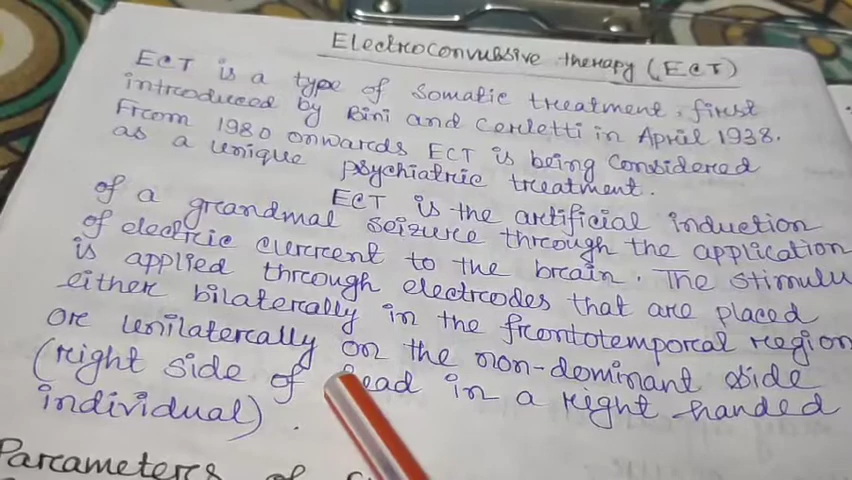 Electroconvulsive therapy (ECT)
ECT is a type of somatic treatment, first
introduced by Bini and Cerletti in April 1938.
From 1980 onwards ECT is being considered
as a unique psychiatric treatment.
ECT is the artificial induction
of a grandmal seizure through the application
of electric current to the brain. The stimulu
is applied through electrodes that are placed
either bilaterally in the frontotemporal region
or unilaterally on the non-dominant side
(right side of head in a right handed
individual).
Parameters of